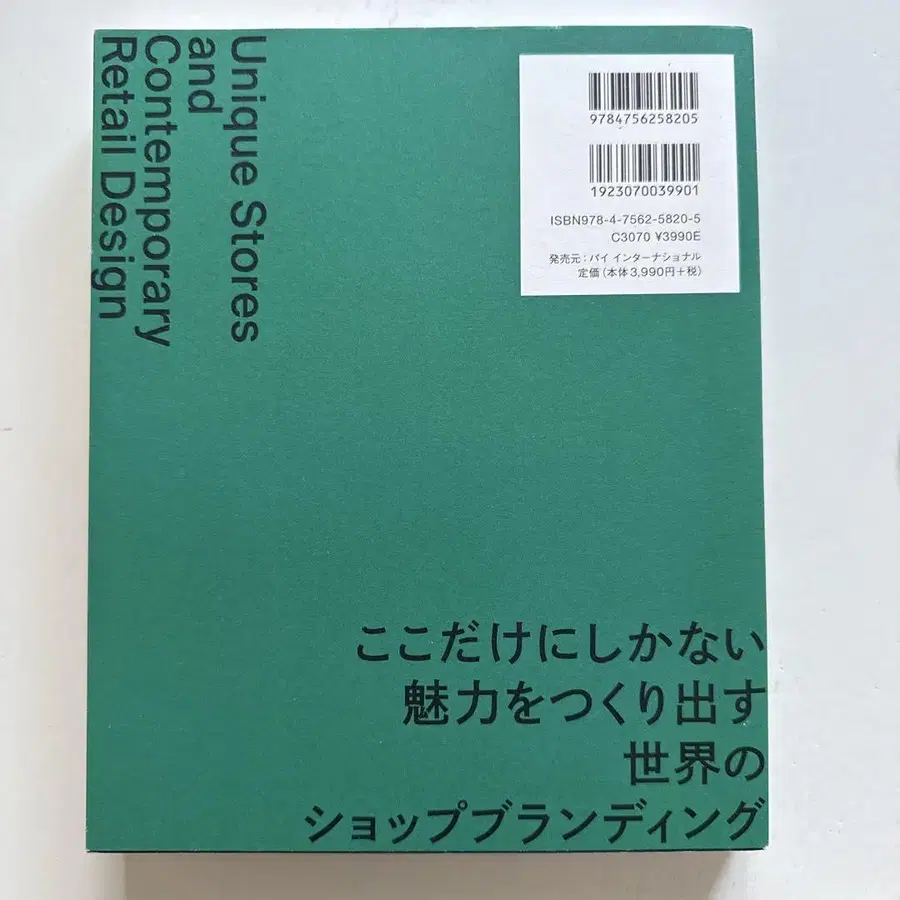 Unique Stores
and
Contemporary
Retail Design
9784756258205
1923070039901
ISBN978-4-7562-5820-5
C3070 ¥3990E
発売元：パイ インターナショナル
定価（本体3,990円＋税）
ここだけにしかない
魅力をつくり出す
世界の
ショップブランディング